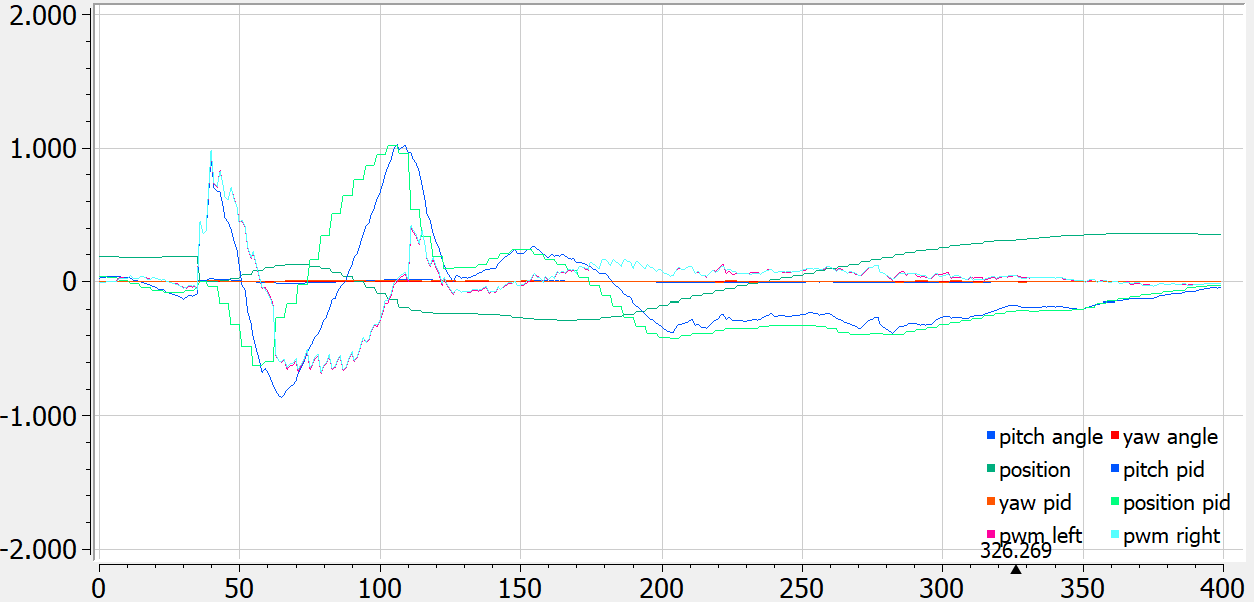 2.000
1.000
0
-1.000
-2.000
pitch angle yaw angle
position pitch pid
yaw pid position pid
pwm left pwm right
326.269
0 50 100 150 200 250 300 350 400